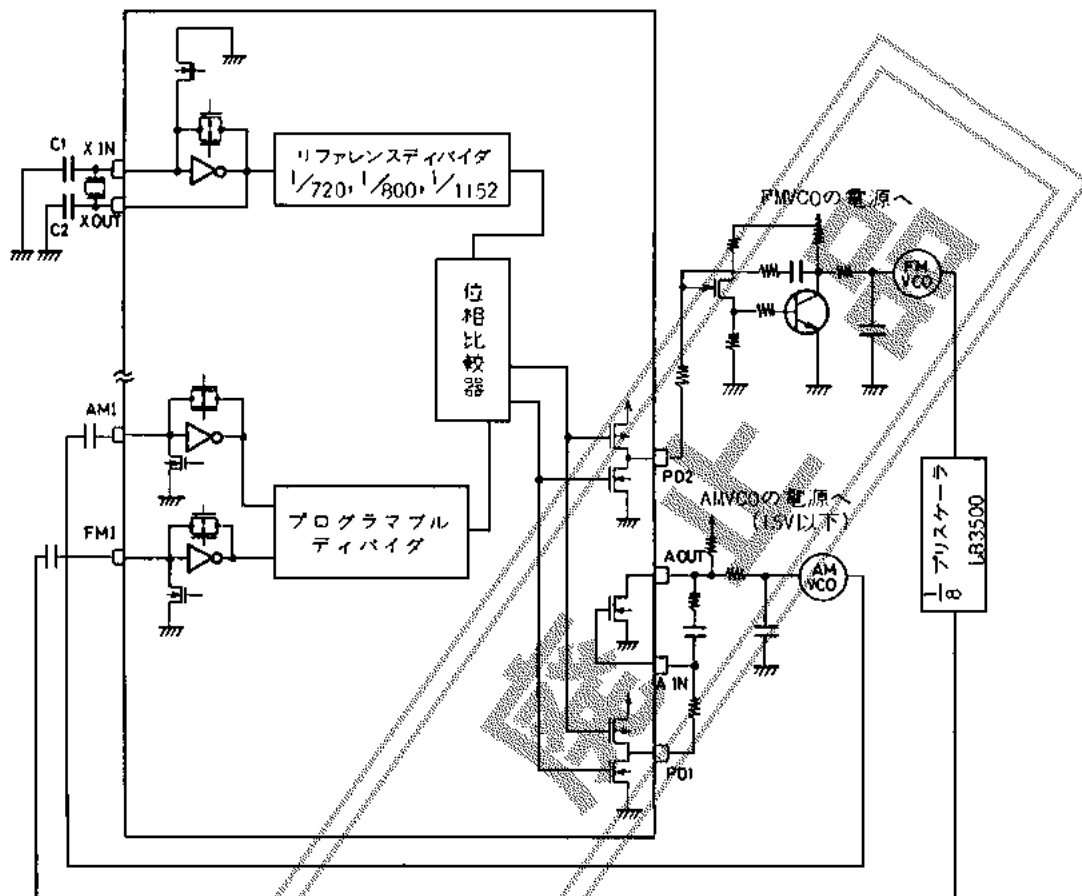 C1
X IN
XOUT
C2
リファレンスディバイダ
1/720, 1/800, 1/1152
位相比較器
AM1
FM1
プログラマブル
ディバイダ
FMVCOの電源へ
FM
VCO
PD2
AMVCOの電源へ
(15V以下)
A OUT
AM
VCO
A IN
PD1
1/8 プリスケーラ
LB3500